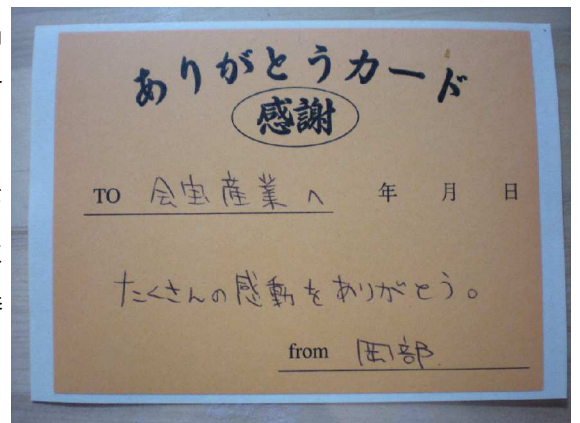 ありがとうカード
感謝
TO 会宝産業へ 年 月 日
たくさんの感動をありがとう。
from 岡部